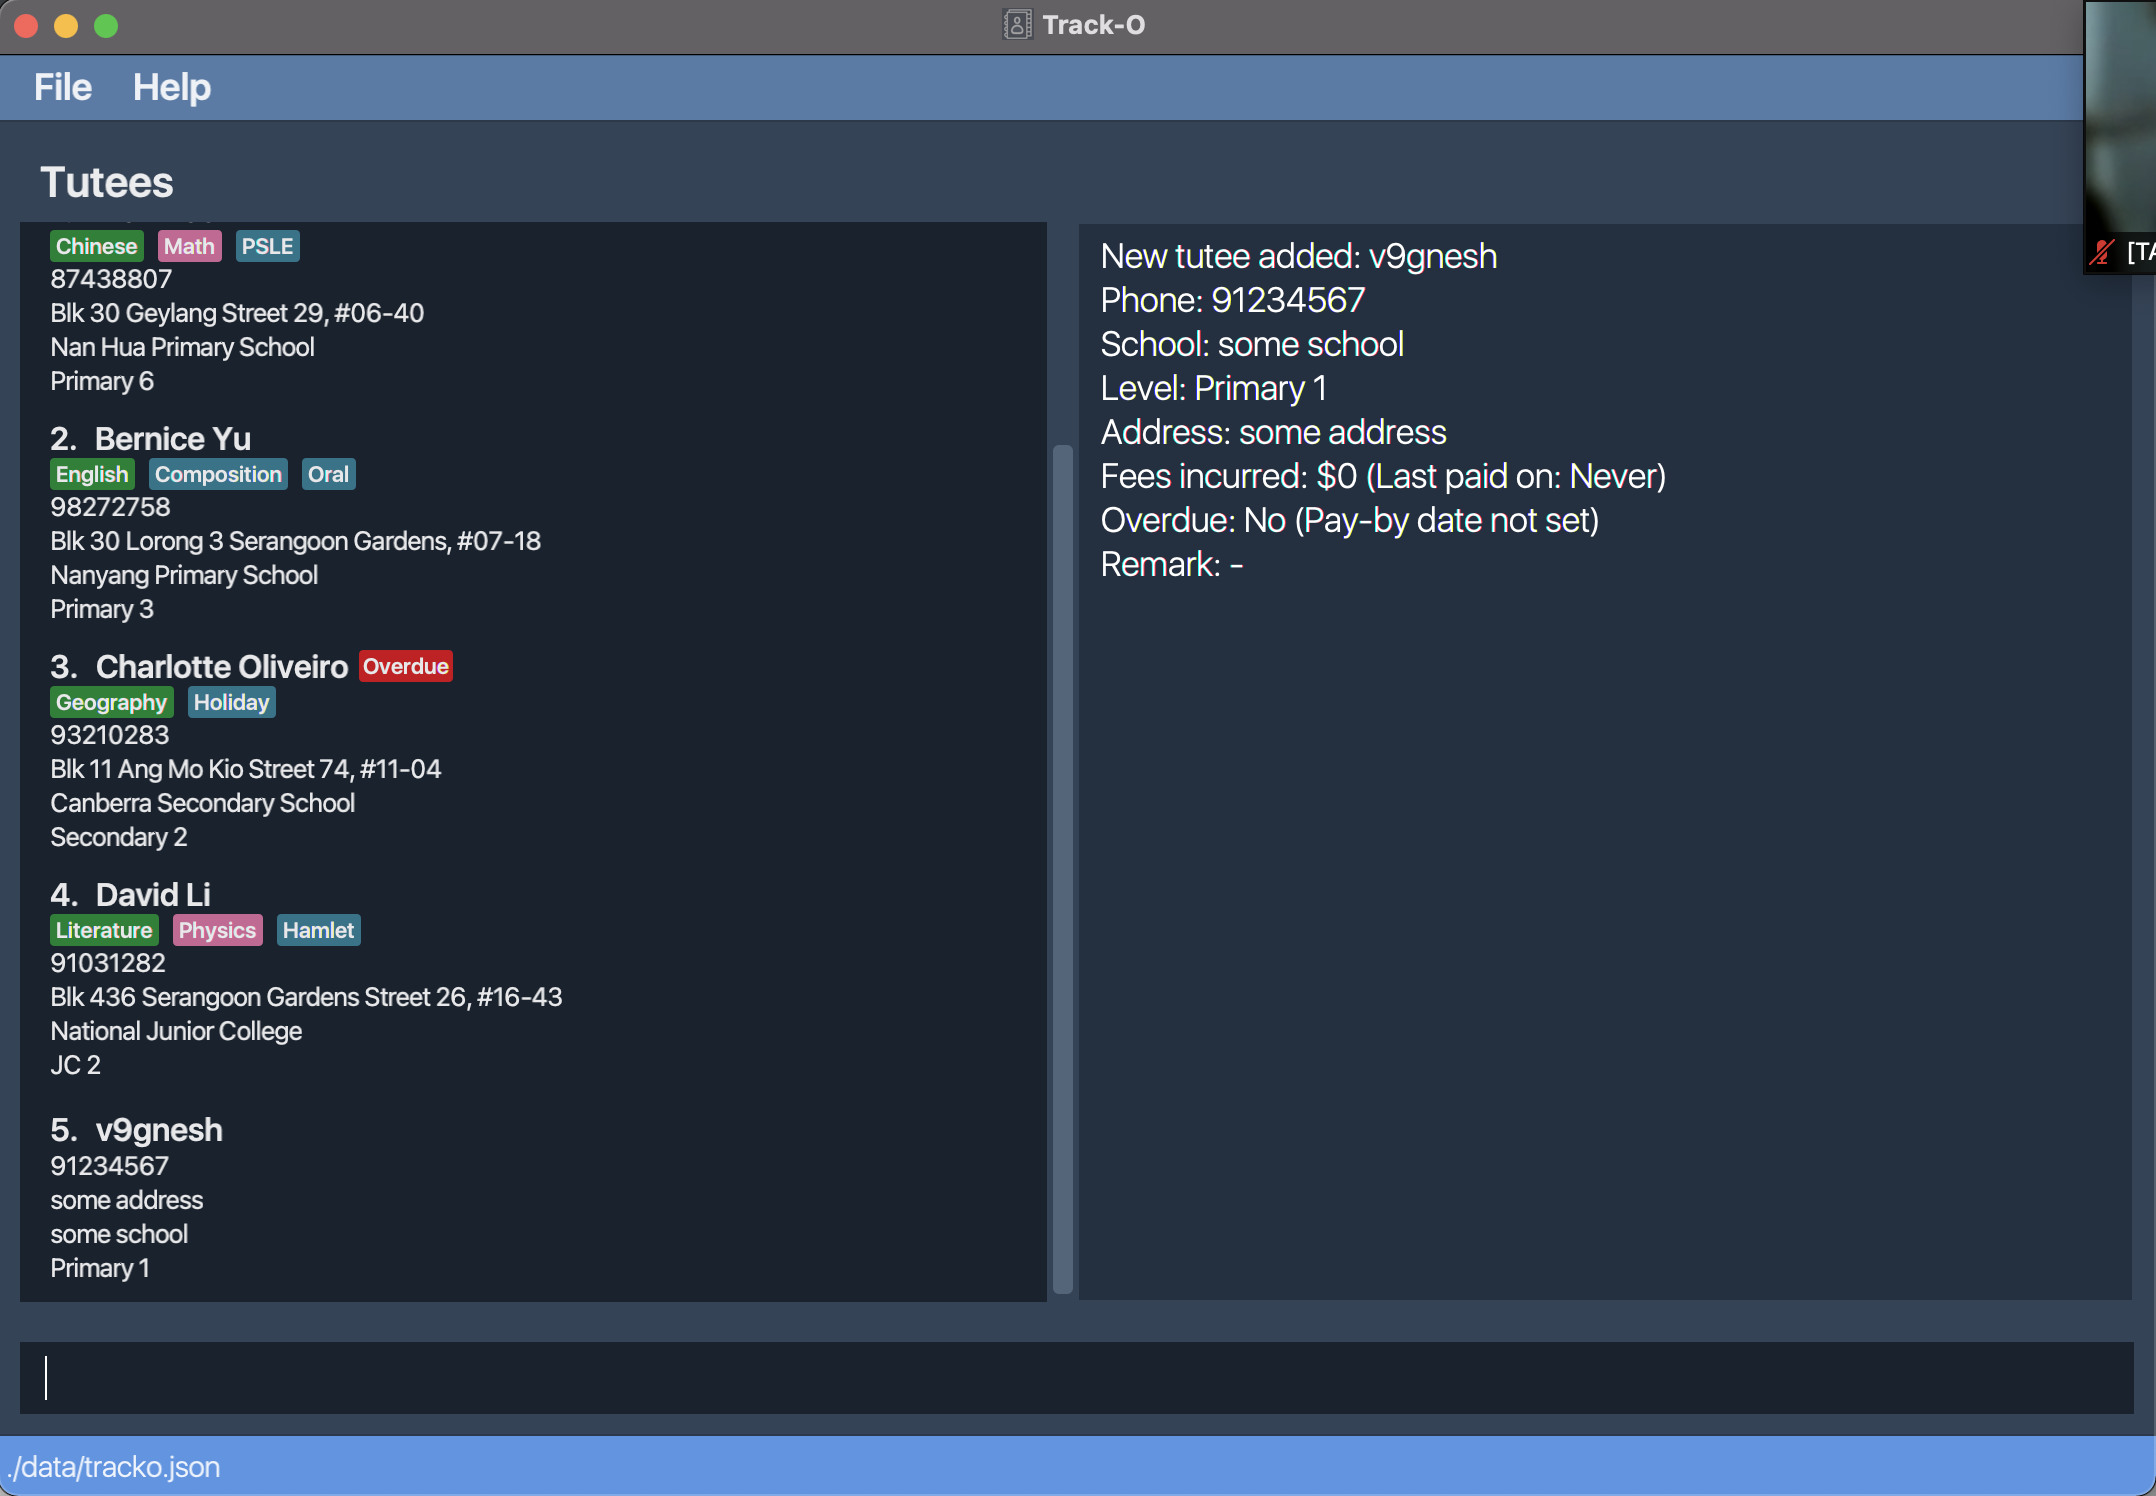 Track-O
File Help
Tutees
Chinese Math PSLE
87438807
Blk 30 Geylang Street 29, #06-40
Nan Hua Primary School
Primary 6
2. Bernice Yu
English Composition Oral
98272758
Blk 30 Lorong 3 Serangoon Gardens, #07-18
Nanyang Primary School
Primary 3
3. Charlotte Oliveiro Overdue
Geography Holiday
93210283
Blk 11 Ang Mo Kio Street 74, #11-04
Canberra Secondary School
Secondary 2
4. David Li
Literature Physics Hamlet
91031282
Blk 436 Serangoon Gardens Street 26, #16-43
National Junior College
JC 2
5. v9gnesh
91234567
some address
some school
Primary 1
New tutee added: v9gnesh
Phone: 91234567
School: some school
Level: Primary 1
Address: some address
Fees incurred: $0 (Last paid on: Never)
Overdue: No (Pay-by date not set)
Remark: -
[TA
./data/tracko.json